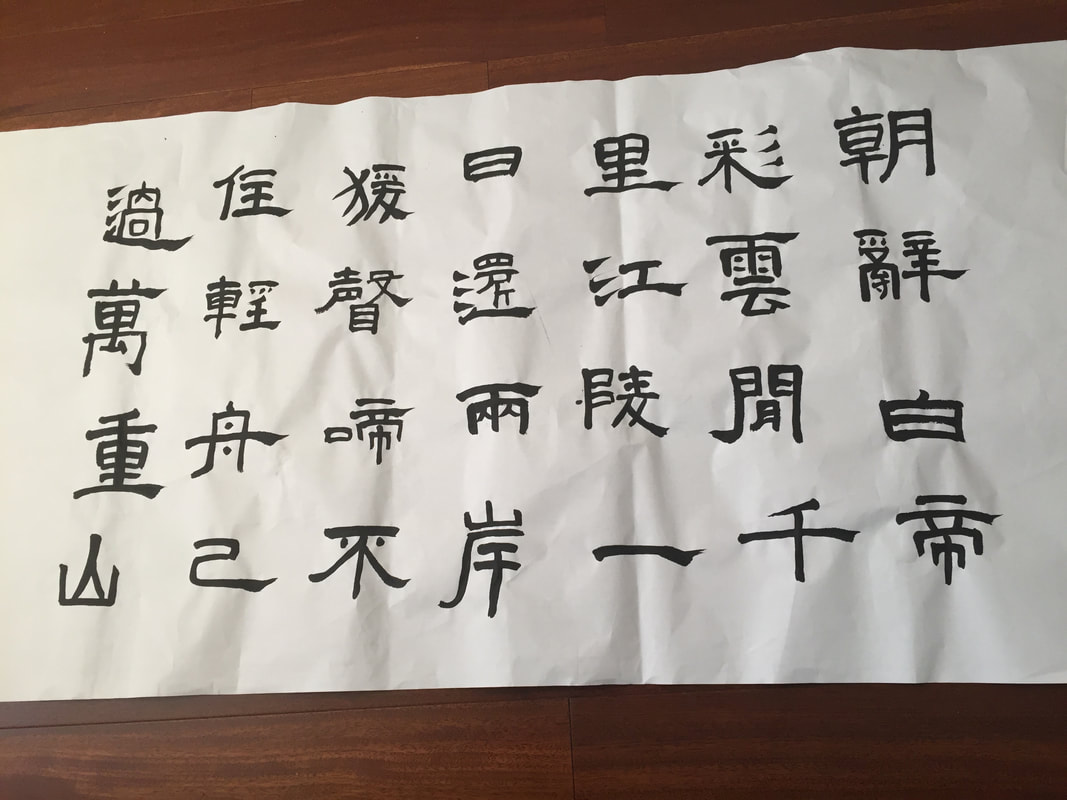 朝辭白帝
彩雲閒千
里江陵一
日還兩岸
猨聲啼不
住輕舟已
過萬重山